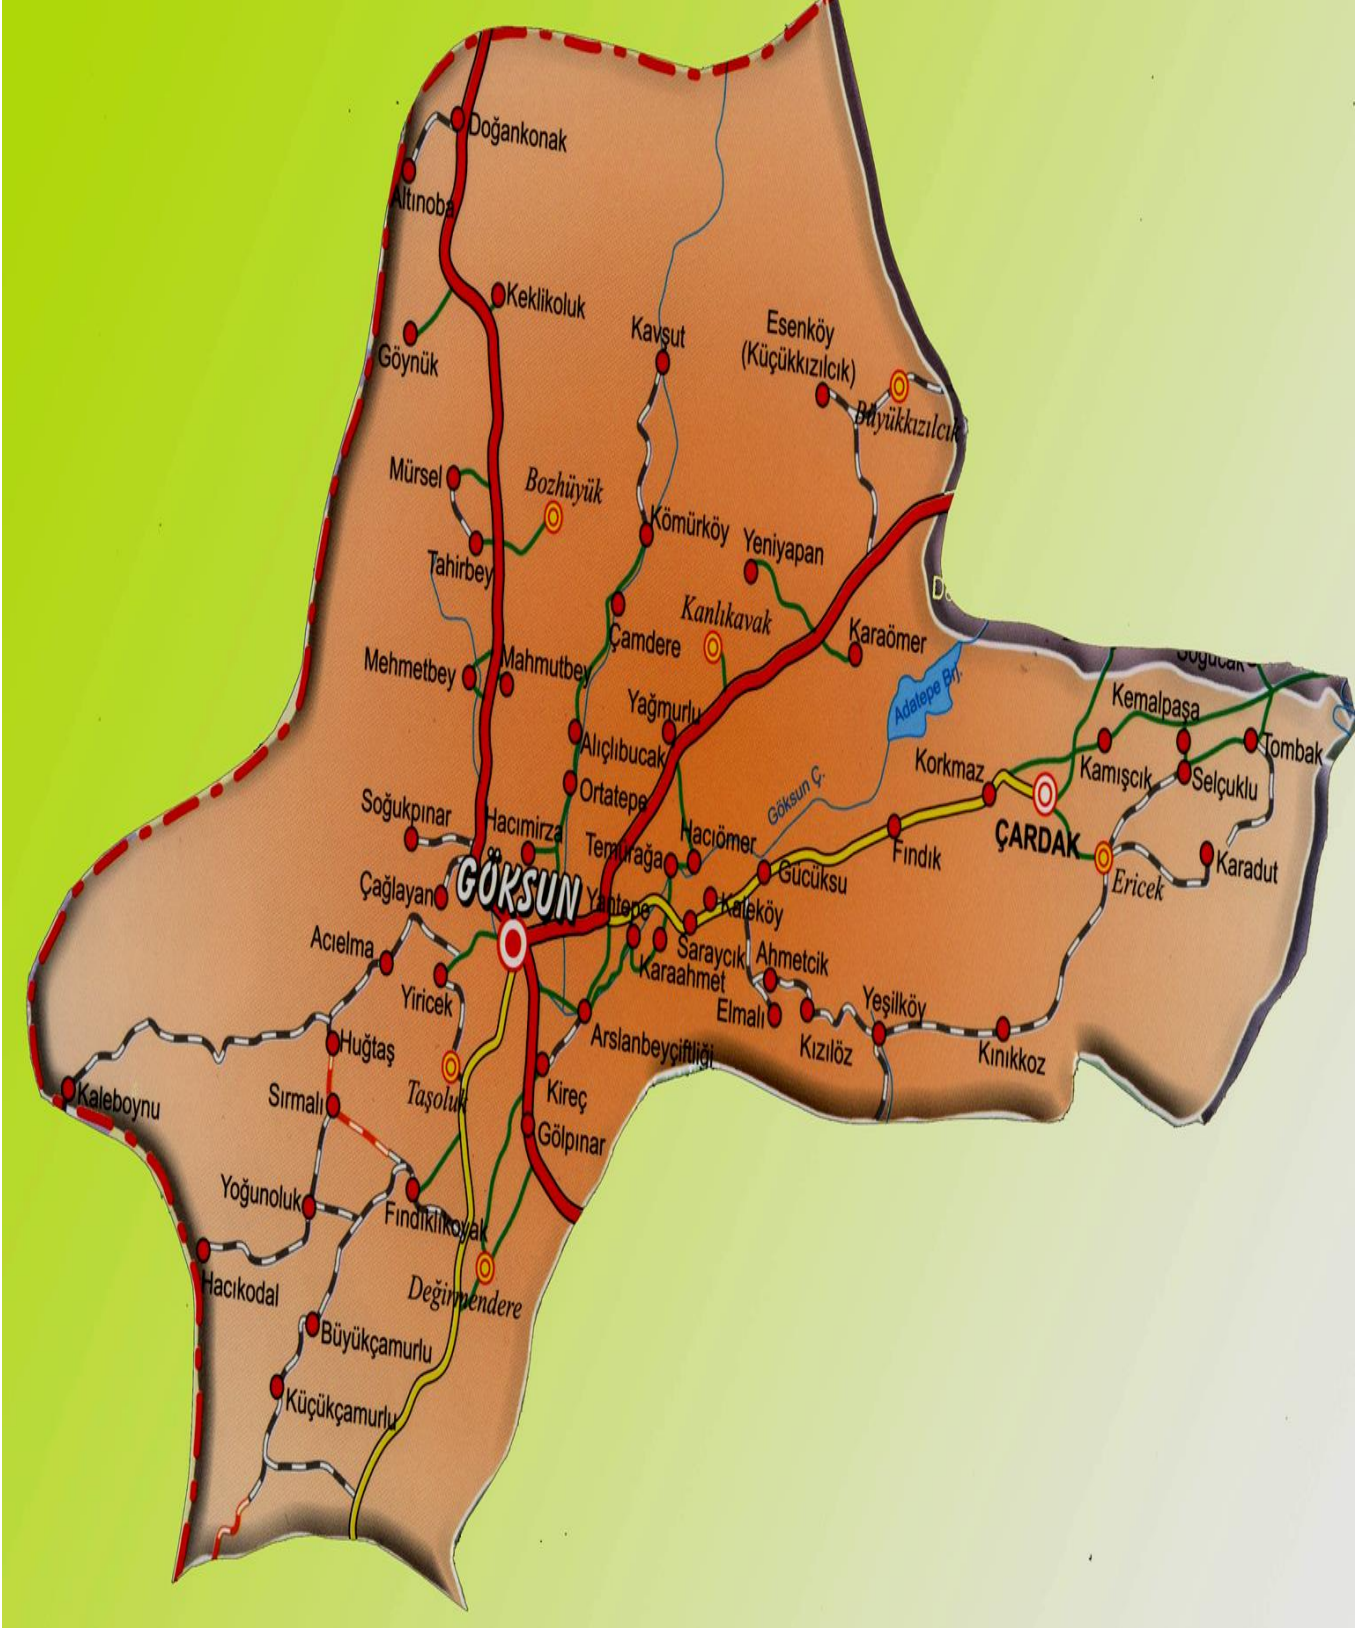 Doğankonak
Altınoba
Keklikoluk
Göynük
Kavşut
Esenköy
(Küçükkızılcık)
Büyükkızılcık
Mürsel
Bozhüyük
Kömürköy
Yeniyapan
Tahirbey
Kanlıkavak
Çamdere
Karaömer
Mehmetbey
Mahmutbey
Yağmurlu
Adatepe Brj.
Kemalpaşa
Alıçlıbucak
Korkmaz
Kamışcık
Tombak
Selçuklu
Ortatepe
Göksun Ç.
Soğukpınar
Hacımirza
Hacıömer
ÇARDAK
Temurağa
Fındık
Karadut
Gücüksu
Ericek
Çağlayan
GÖKSUN
Yantepe
Kaleköy
Acıelma
Saraycık
Ahmetcik
Karaahmet
Yiricek
Elmalı
Yeşilköy
Arslanbeyçiftliği
Kızılöz
Kınıkkoz
Huğtaş
Taşoluk
Kireç
Sırmalı
Kaleboynu
Gölpınar
Yoğunoluk
Fındıklıkoyak
Hacıkodal
Değirmendere
Büyükçamurlu
Küçükçamurlu